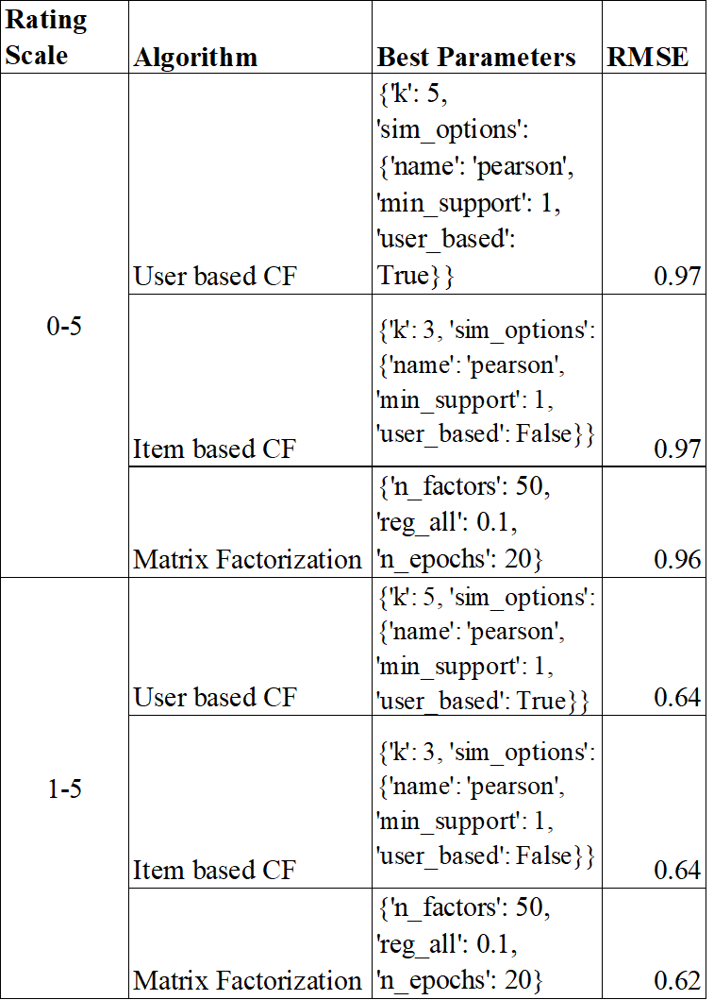 Rating
Scale
Algorithm
Best Parameters
RMSE
0-5
User based CF
{'k': 5,
'sim_options':
{'name': 'pearson',
'min_support': 1,
'user_based':
True}}
0.97
Item based CF
{'k': 3, 'sim_options':
{'name': 'pearson',
'min_support': 1,
'user_based': False}}
0.97
Matrix Factorization
{'n_factors': 50,
'reg_all': 0.1,
'n_epochs': 20}
0.96
1-5
User based CF
{'k': 5, 'sim_options':
{'name': 'pearson',
'min_support': 1,
'user_based': True}}
0.64
Item based CF
{'k': 3, 'sim_options':
{'name': 'pearson',
'min_support': 1,
'user_based': False}}
0.64
Matrix Factorization
{'n_factors': 50,
'reg_all': 0.1,
'n_epochs': 20}
0.62